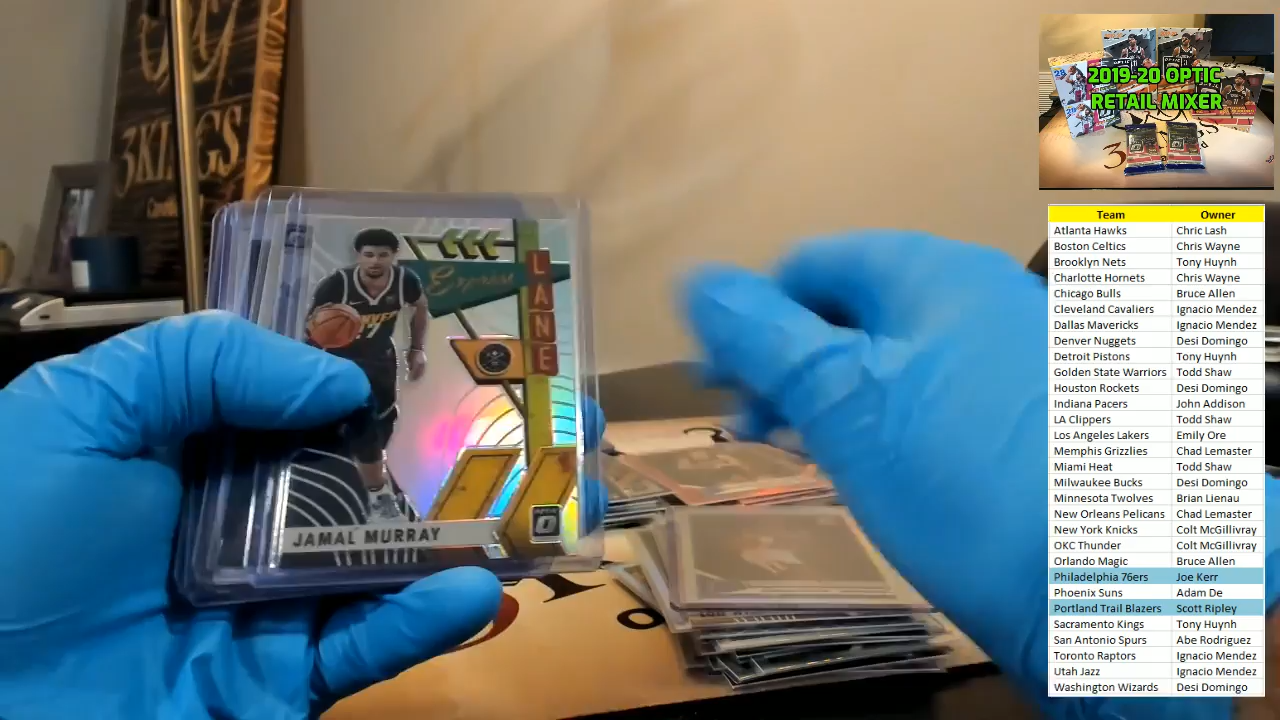 3KINGS
2019-20 OPTIC
RETAIL MIXER
Express
LANE
JAMAL MURRAY
Team Owner
Atlanta Hawks Chric Lash
Boston Celtics Chris Wayne
Brooklyn Nets Tony Huynh
Charlotte Hornets Chris Wayne
Chicago Bulls Bruce Allen
Cleveland Cavaliers Ignacio Mendez
Dallas Mavericks Ignacio Mendez
Denver Nuggets Desi Domingo
Detroit Pistons Tony Huynh
Golden State Warriors Todd Shaw
Houston Rockets Desi Domingo
Indiana Pacers John Addison
LA Clippers Todd Shaw
Los Angeles Lakers Emily Ore
Memphis Grizzlies Chad Lemaster
Miami Heat Todd Shaw
Milwaukee Bucks Desi Domingo
Minnesota Twolves Brian Lienau
New Orleans Pelicans Chad Lemaster
New York Knicks Colt McGillivray
OKC Thunder Colt McGillivray
Orlando Magic Bruce Allen
Philadelphia 76ers Joe Kerr
Phoenix Suns Adam De
Portland Trail Blazers Scott Ripley
Sacramento Kings Tony Huynh
San Antonio Spurs Abe Rodriguez
Toronto Raptors Ignacio Mendez
Utah Jazz Ignacio Mendez
Washington Wizards Desi Domingo